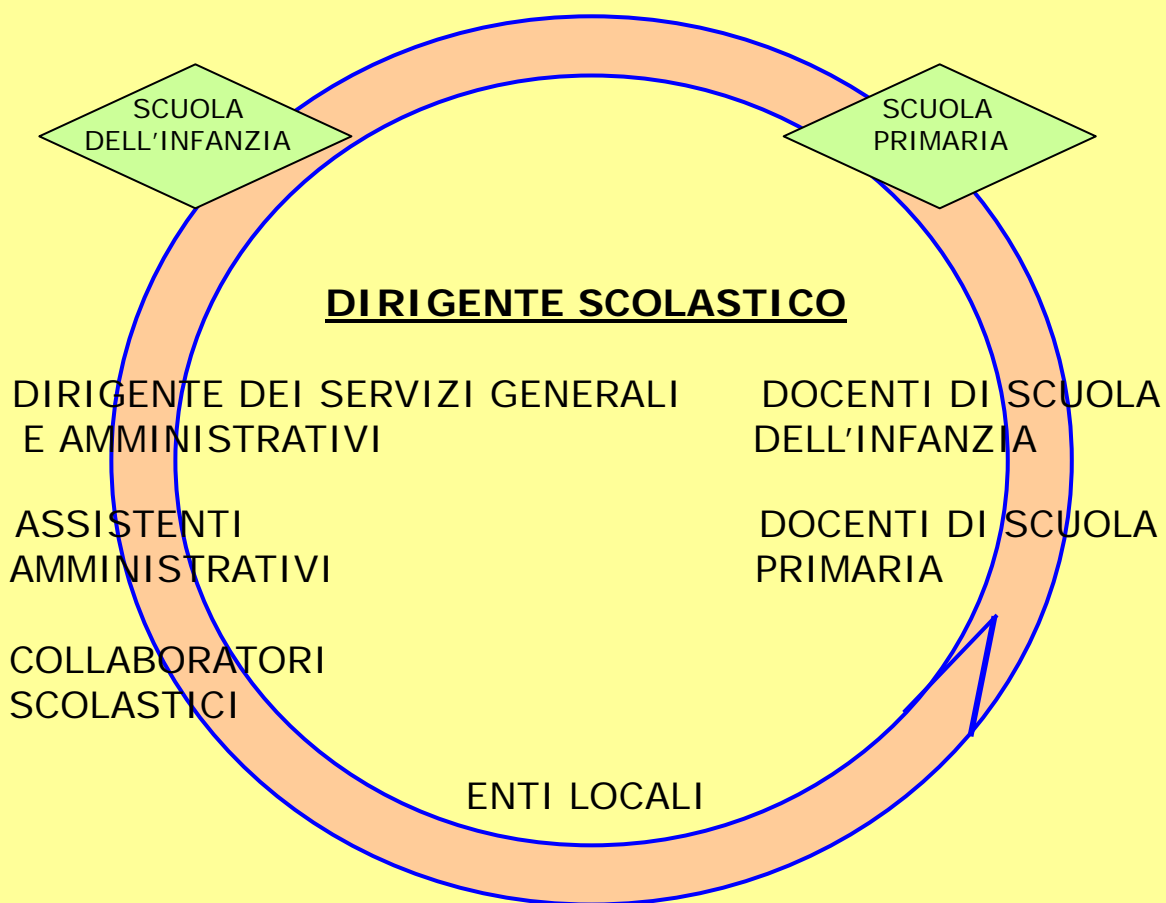 SCUOLA
DELL'INFANZIA
SCUOLA
PRIMARIA
DIRIGENTE SCOLASTICO
DIRIGENTE DEI SERVIZI GENERALI
E AMMINISTRATIVI
DOCENTI DI SCUOLA
DELL'INFANZIA
ASSISTENTI
AMMINISTRATIVI
DOCENTI DI SCUOLA
PRIMARIA
COLLABORATORI
SCOLASTICI
ENTI LOCALI